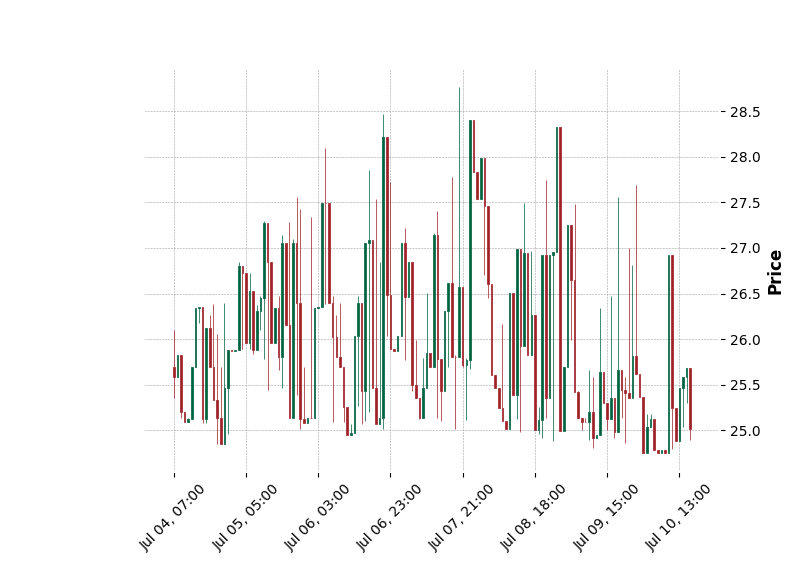 28.5
28.0
27.5
27.0
26.5
26.0
25.5
25.0
Price
Jul 04, 07:00
Jul 05, 05:00
Jul 06, 03:00
Jul 06, 23:00
Jul 07, 21:00
Jul 08, 18:00
Jul 09, 15:00
Jul 10, 13:00